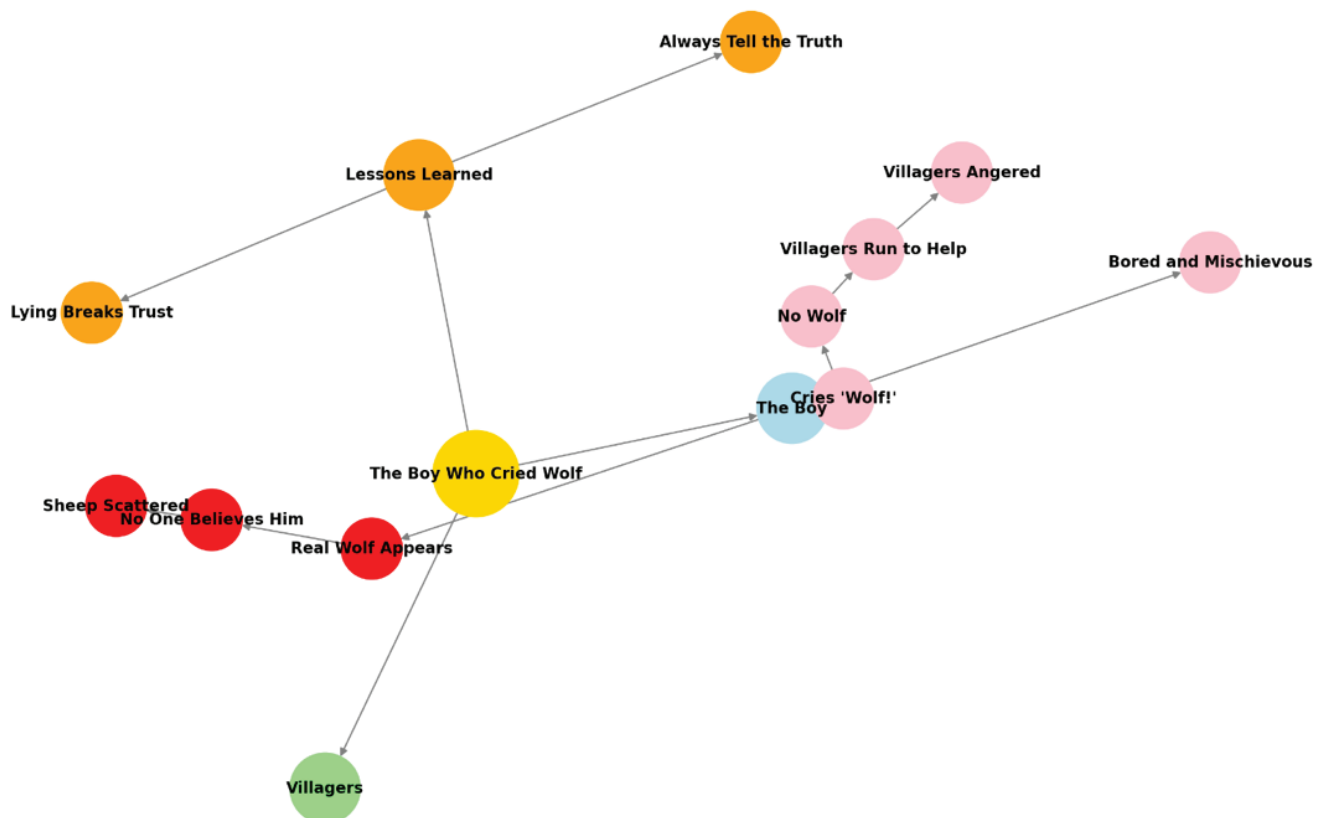 Always Tell the Truth
Lessons Learned
Villagers Angered
Villagers Run to Help
Bored and Mischievous
Lying Breaks Trust
No Wolf
Cries 'Wolf!'
The Boy
The Boy Who Cried Wolf
Sheep Scattered
No One Believes Him
Real Wolf Appears
Villagers